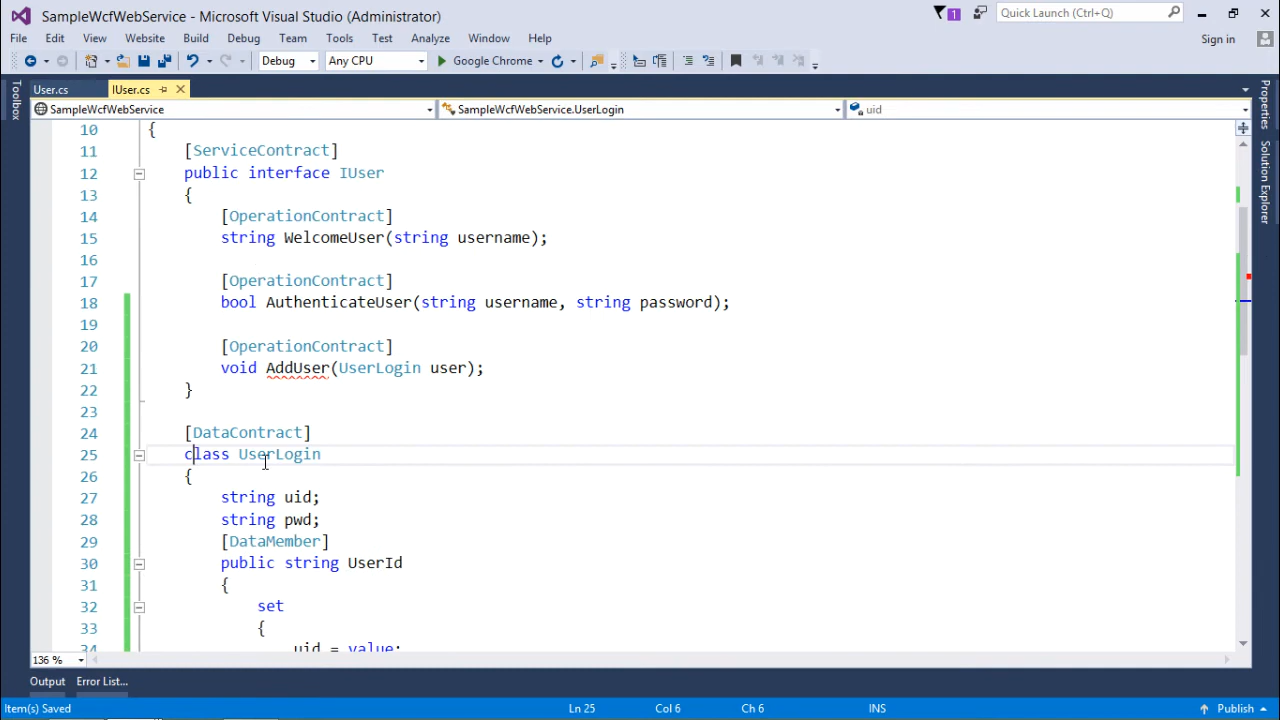 SampleWcfWebService - Microsoft Visual Studio (Administrator)
1
Quick Launch (Ctrl+Q)
File Edit View Website Build Debug Team Tools Test Analyze Window Help
Sign in
Debug Any CPU Google Chrome
Toolbox
User.cs IUser.cs
Properties
Solution Explorer
SampleWcfWebService SampleWcfWebService.UserLogin uid
10 {
11 [ServiceContract]
12 public interface IUser
13 {
14 [OperationContract]
15 string WelcomeUser(string username);
16
17 [OperationContract]
18 bool AuthenticateUser(string username, string password);
19
20 [OperationContract]
21 void AddUser(UserLogin user);
22 }
23
24 [DataContract]
25 class UserLogin
26 {
27 string uid;
28 string pwd;
29 [DataMember]
30 public string UserId
31 {
32 set
33 {
34 uid = value;
136 %
Output Error List...
Item(s) Saved Ln 25 Col 6 Ch 6 INS Publish